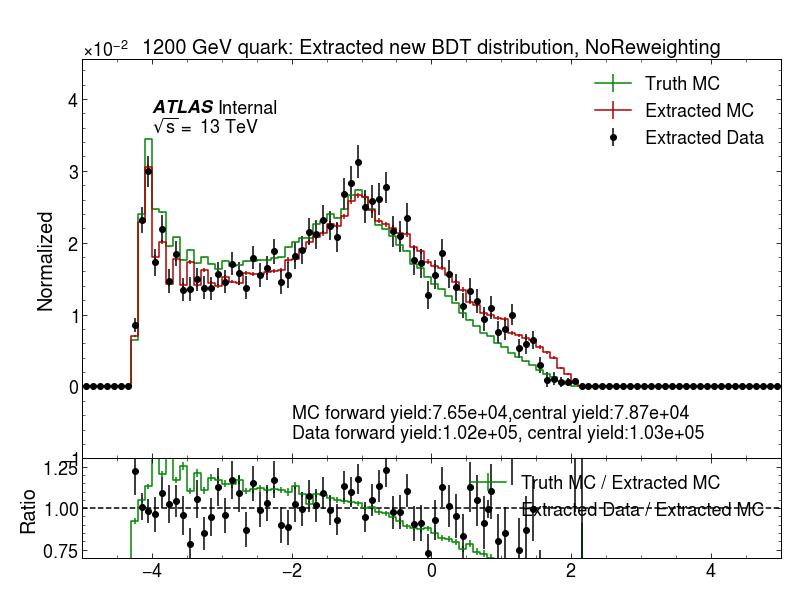 ×10⁻² 1200 GeV quark: Extracted new BDT distribution, NoReweighting
ATLAS Internal
√s = 13 TeV
Truth MC
Extracted MC
Extracted Data
Normalized
4
3
2
1
0
1
MC forward yield:7.65e+04,central yield:7.87e+04
Data forward yield:1.02e+05, central yield:1.03e+05
Truth MC / Extracted MC
Extracted Data / Extracted MC
Ratio
1.25
1.00
0.75
−4 −2 0 2 4